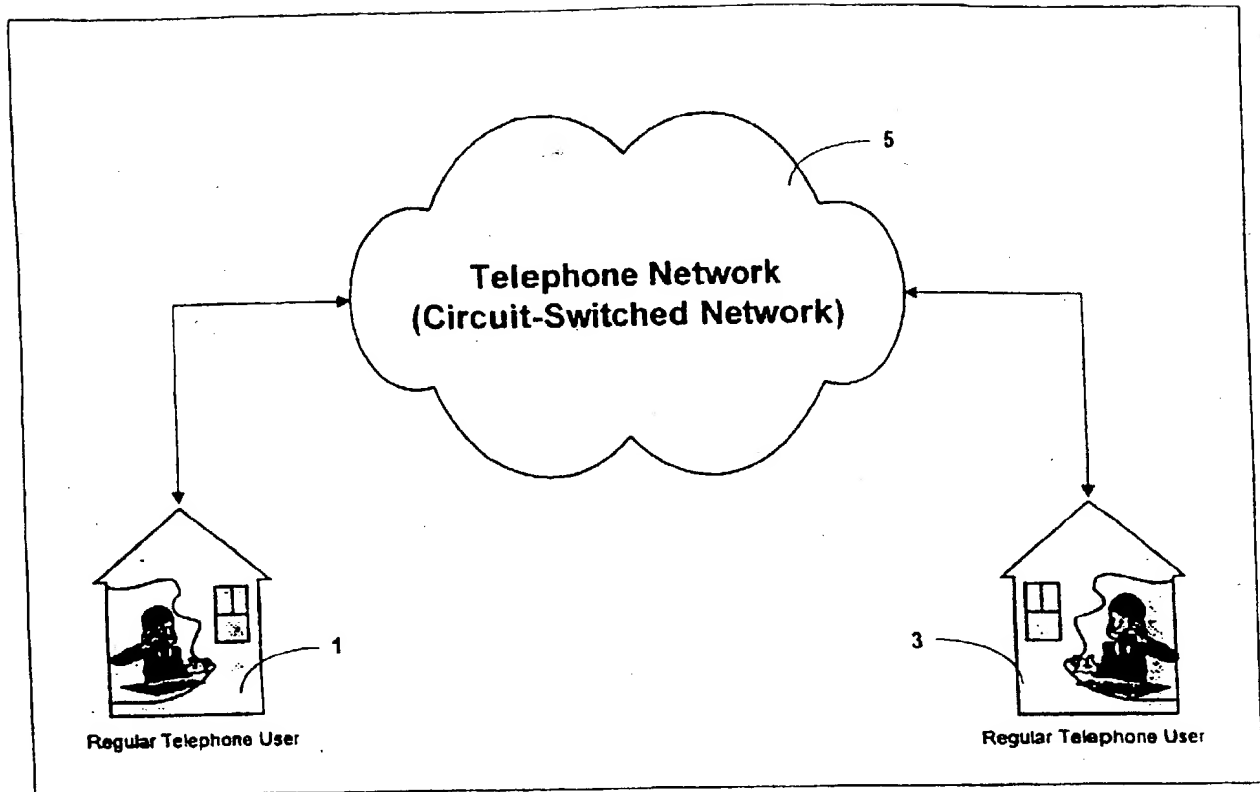 5
Telephone Network
(Circuit-Switched Network)
1
3
Regular Telephone User
Regular Telephone User